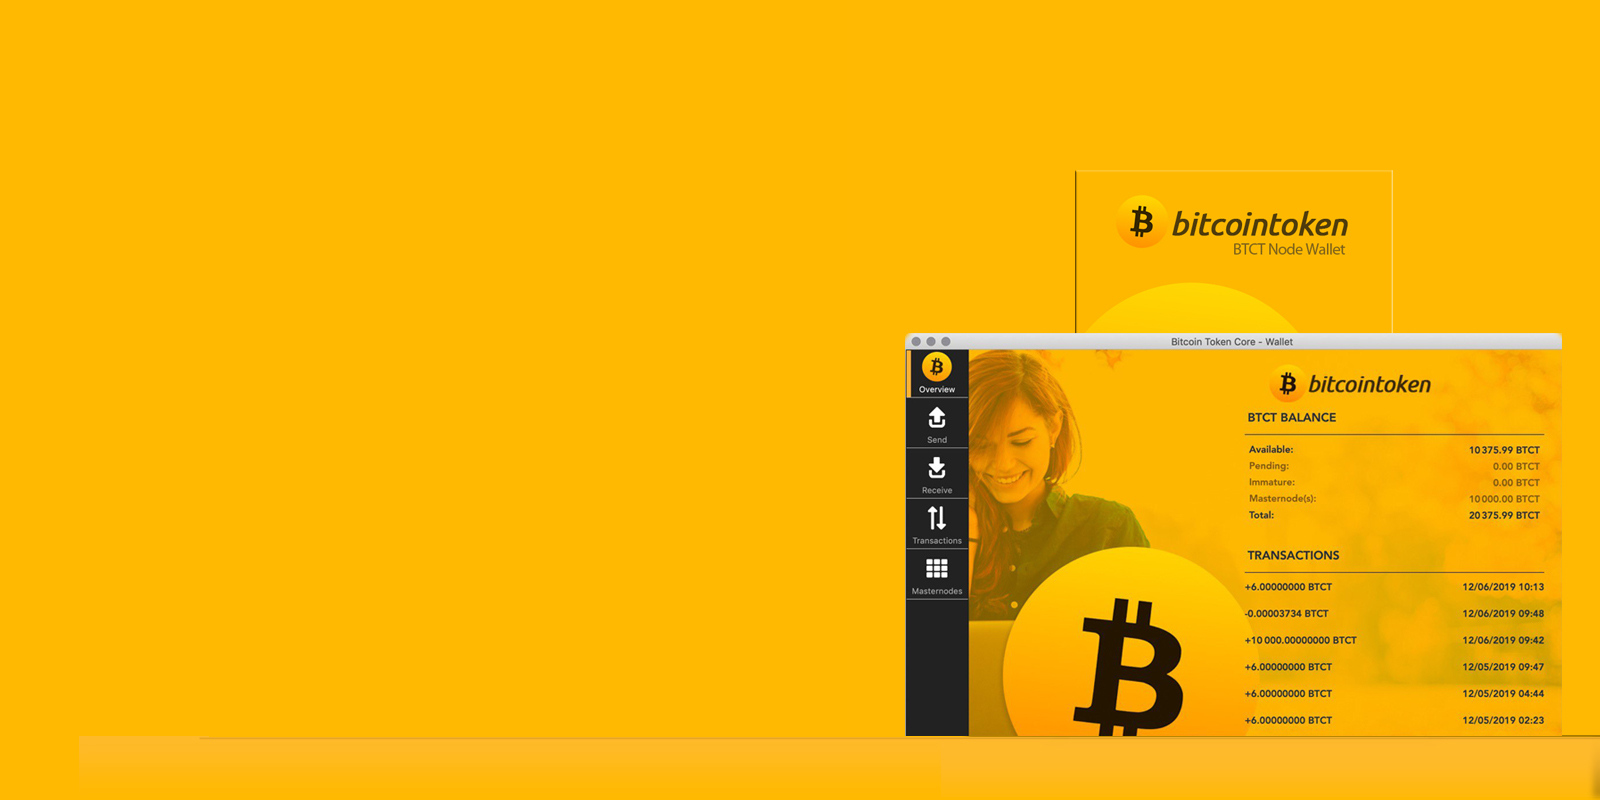 bitcointoken
BTCT Node Wallet
Bitcoin Token Core - Wallet
Overview
Send
Receive
Transactions
Masternodes
bitcointoken
BTCT BALANCE
Available: 10 375.99 BTCT
Pending: 0.00 BTCT
Immature: 0.00 BTCT
Masternode(s): 10 000.00 BTCT
Total: 20 375.99 BTCT
TRANSACTIONS
+6.00000000 BTCT 12/06/2019 10:13
-0.00003734 BTCT 12/06/2019 09:48
+10 000.00000000 BTCT 12/06/2019 09:42
+6.00000000 BTCT 12/05/2019 09:47
+6.00000000 BTCT 12/05/2019 04:44
+6.00000000 BTCT 12/05/2019 02:23